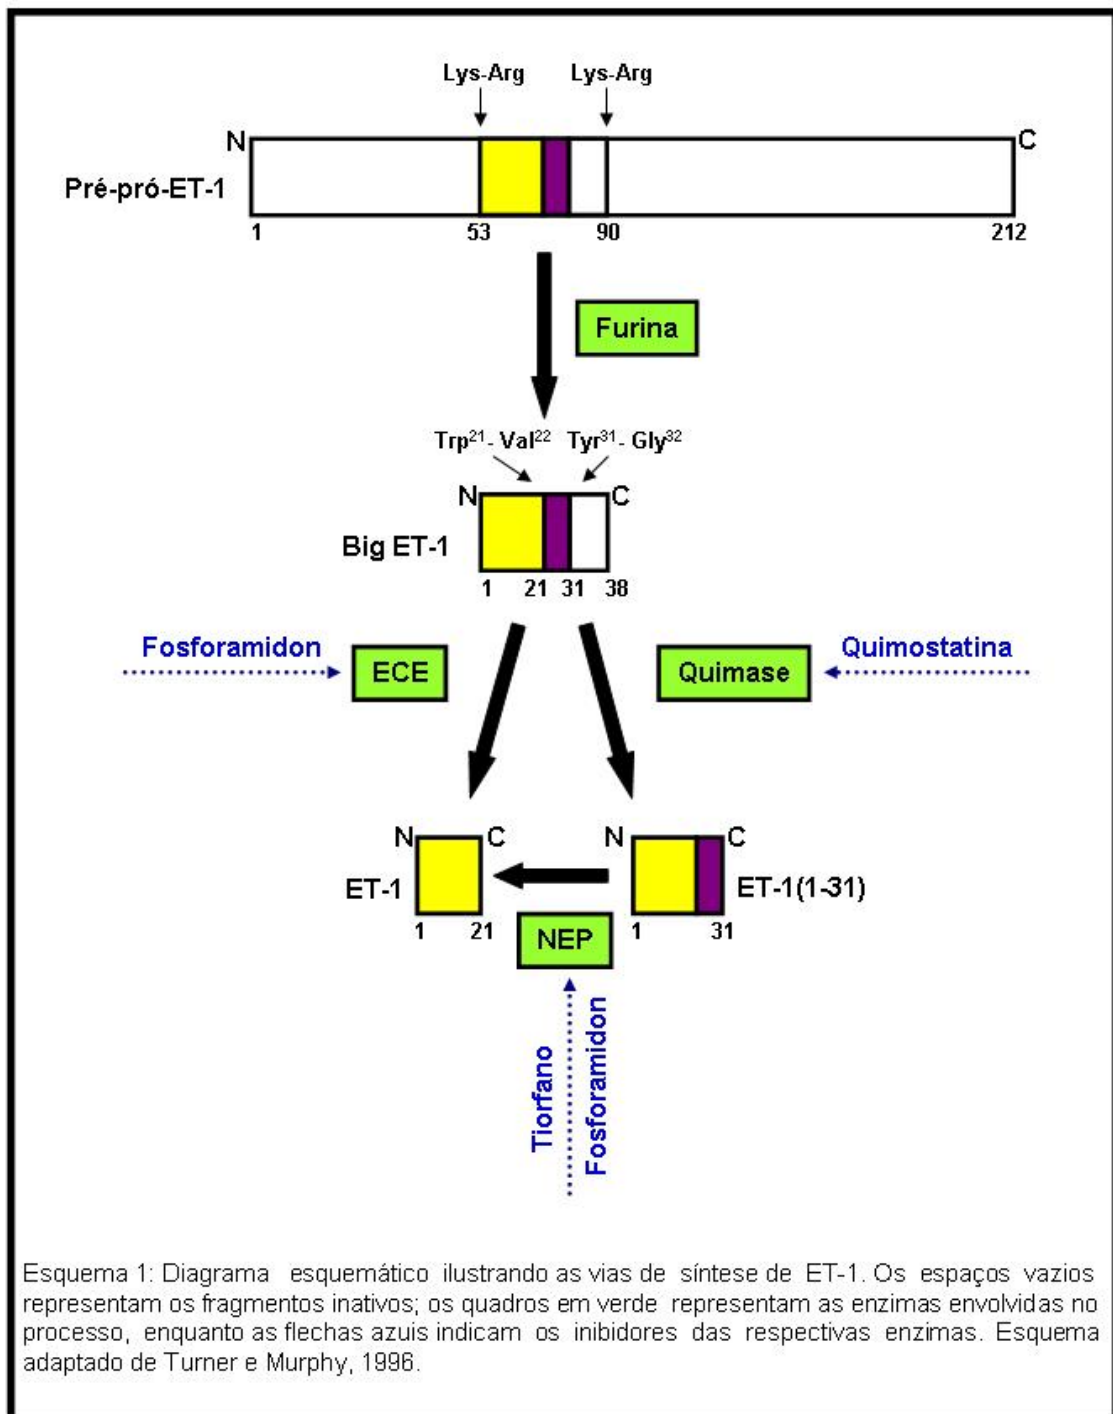 Lys-Arg Lys-Arg
N C
Pré-pró-ET-1
1 53 90 212
Furina
Trp²¹- Val²² Tyr³¹- Gly³²
N C
Big ET-1
1 21 31 38
Fosforamidon Quimostatina
ECE Quimase
N C N C
ET-1 ET-1(1-31)
1 21 1 31
NEP
Tiorfano
Fosforamidon
Esquema 1: Diagrama esquemático ilustrando as vias de síntese de ET-1. Os espaços vazios
representam os fragmentos inativos; os quadros em verde representam as enzimas envolvidas no
processo, enquanto as flechas azuis indicam os inibidores das respectivas enzimas. Esquema
adaptado de Turner e Murphy, 1996.